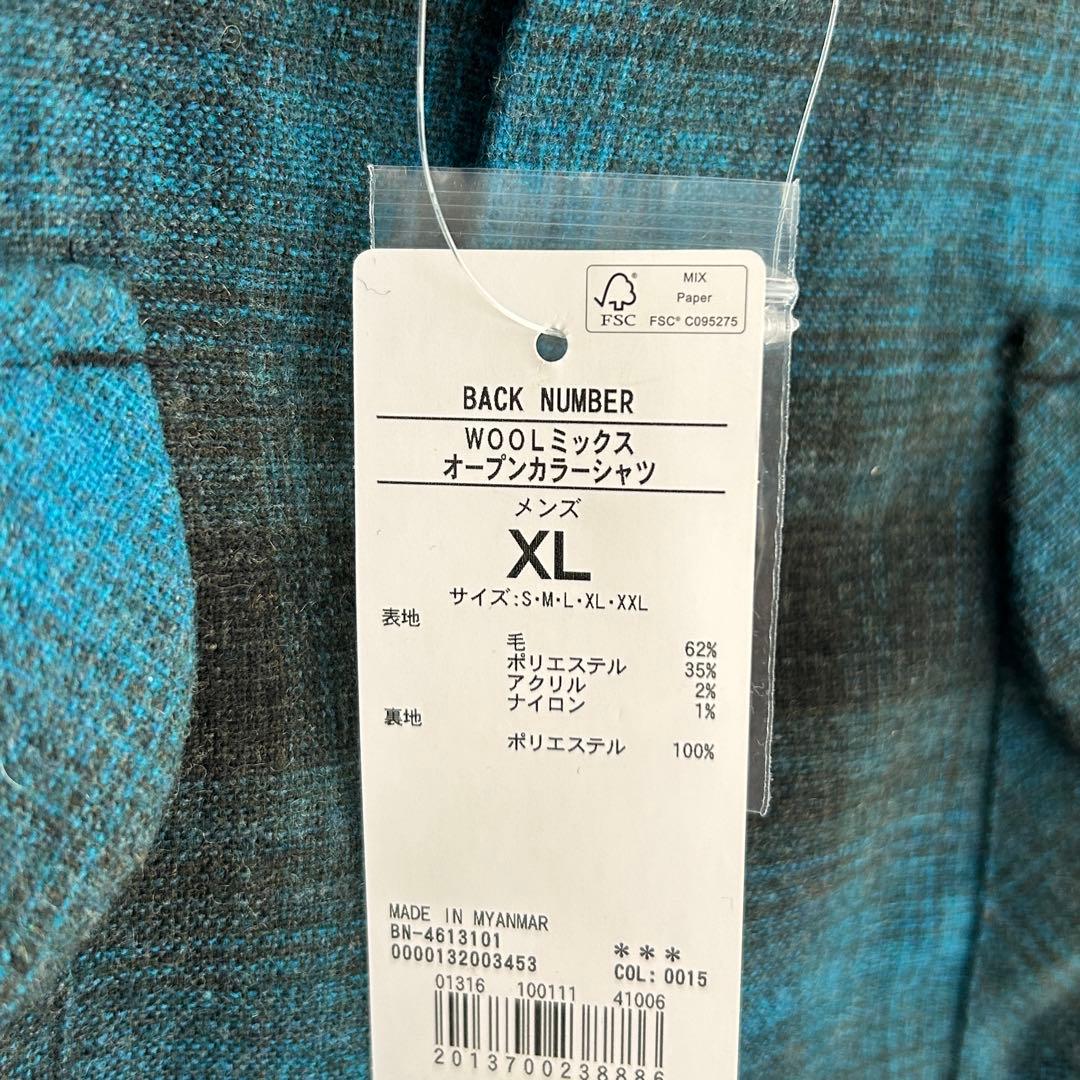 MIX
Paper
FSC® C095275
FSC
BACK NUMBER
WOOLミックス
オープンカラーシャツ
メンズ
XL
サイズ:S・M・L・XL・XXL
表地
毛 62%
ポリエステル 35%
アクリル 2%
ナイロン 1%
裏地
ポリエステル 100%
MADE IN MYANMAR
BN-4613101
0000132003453
***
COL:0015
01316 100111 41006
2013700238886